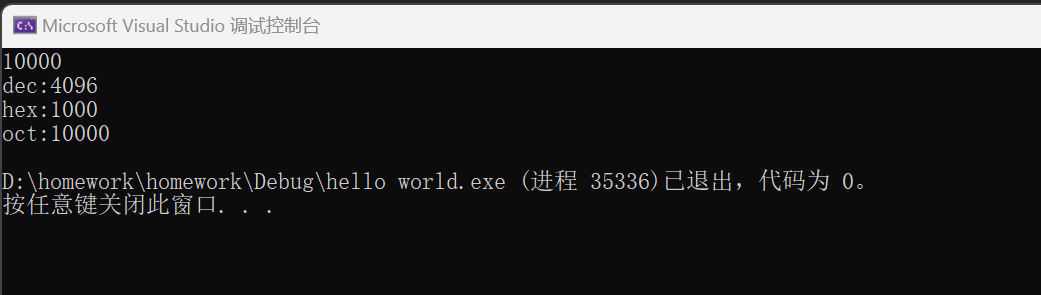 Microsoft Visual Studio 调试控制台
10000
dec:4096
hex:1000
oct:10000
D:\homework\homework\Debug\hello world.exe (进程 35336)已退出，代码为 0。
按任意键关闭此窗口. . .